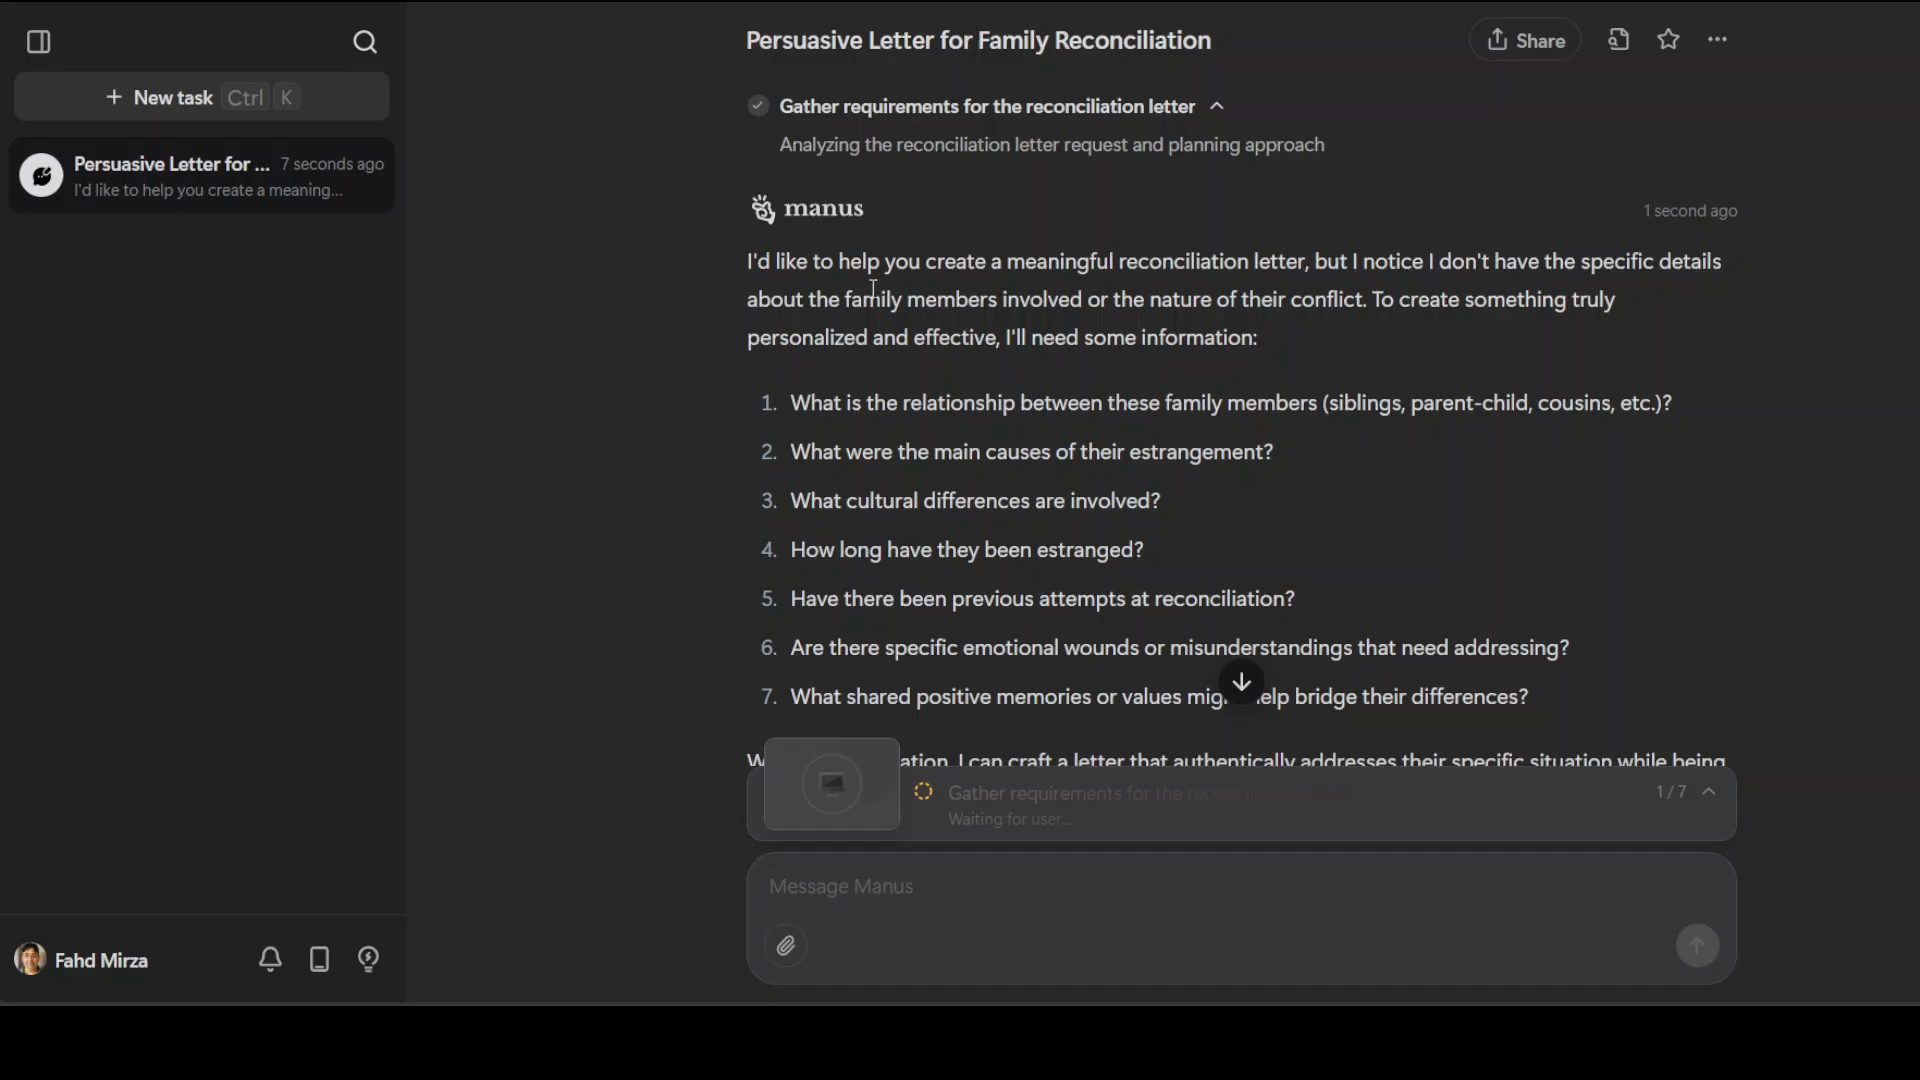 New task Ctrl K
Persuasive Letter for ... 7 seconds ago
I'd like to help you create a meaning...
Fahd Mirza
Persuasive Letter for Family Reconciliation
Share
Gather requirements for the reconciliation letter
Analyzing the reconciliation letter request and planning approach
manus
1 second ago
I'd like to help you create a meaningful reconciliation letter, but I notice I don't have the specific details
about the family members involved or the nature of their conflict. To create something truly
personalized and effective, I'll need some information:
1. What is the relationship between these family members (siblings, parent-child, cousins, etc.)?
2. What were the main causes of their estrangement?
3. What cultural differences are involved?
4. How long have they been estranged?
5. Have there been previous attempts at reconciliation?
6. Are there specific emotional wounds or misunderstandings that need addressing?
7. What shared positive memories or values help bridge their differences?
I can craft a letter that authentically addresses their specific situation while being
Gather requirements for the 1 / 7
Waiting for user...
Message Manus